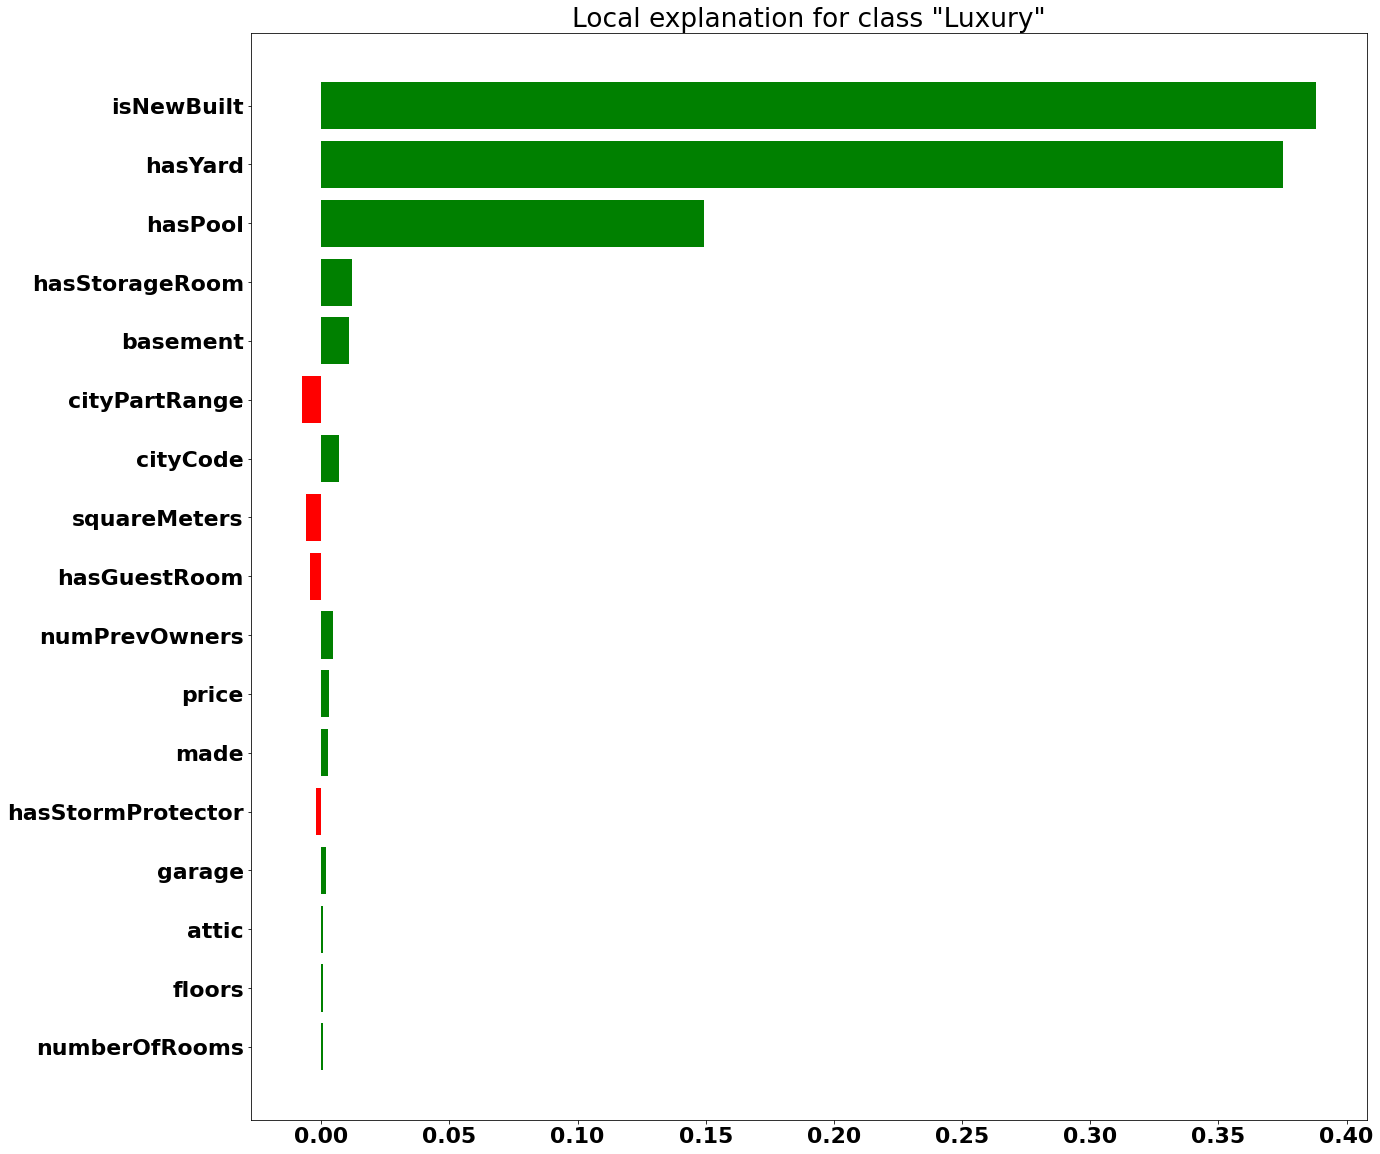 Local explanation for class "Luxury"
isNewBuilt
hasYard
hasPool
hasStorageRoom
basement
cityPartRange
cityCode
squareMeters
hasGuestRoom
numPrevOwners
price
made
hasStormProtector
garage
attic
floors
numberOfRooms
0.00 0.05 0.10 0.15 0.20 0.25 0.30 0.35 0.40